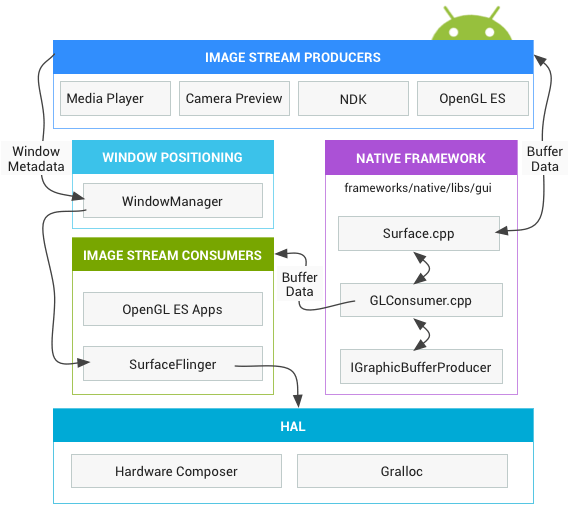 IMAGE STREAM PRODUCERS
Media Player
Camera Preview
NDK
OpenGL ES
Window
Metadata
WINDOW POSITIONING
WindowManager
NATIVE FRAMEWORK
frameworks/native/libs/gui
Buffer
Data
Surface.cpp
IMAGE STREAM CONSUMERS
OpenGL ES Apps
SurfaceFlinger
Buffer
Data
GLConsumer.cpp
IGraphicBufferProducer
HAL
Hardware Composer
Gralloc